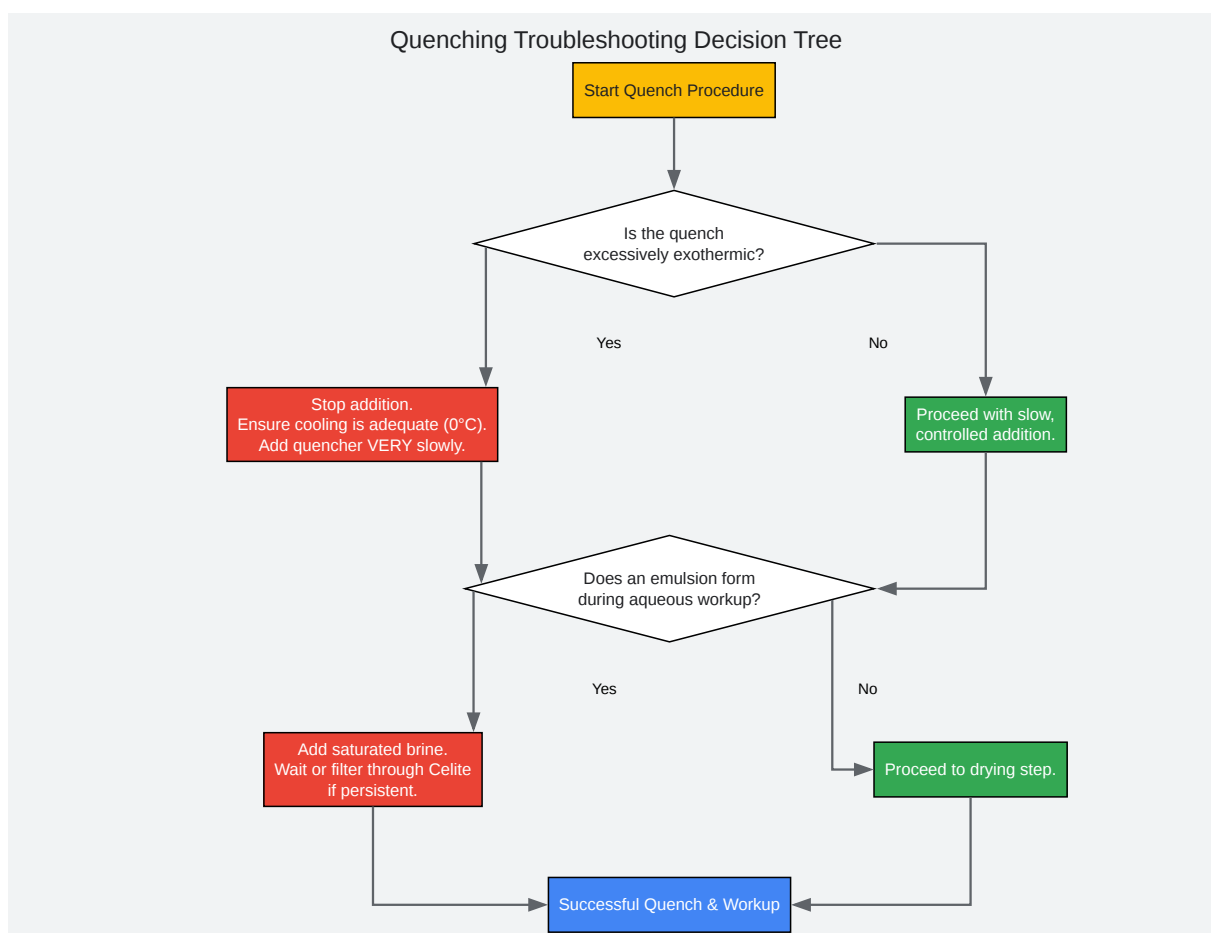 Quenching Troubleshooting Decision Tree
Start Quench Procedure
Is the quench
excessively exothermic?
Yes
No
Stop addition.
Ensure cooling is adequate (0°C).
Add quencher VERY slowly.
Proceed with slow,
controlled addition.
Does an emulsion form
during aqueous workup?
Yes
No
Add saturated brine.
Wait or filter through Celite
if persistent.
Proceed to drying step.
Successful Quench & Workup